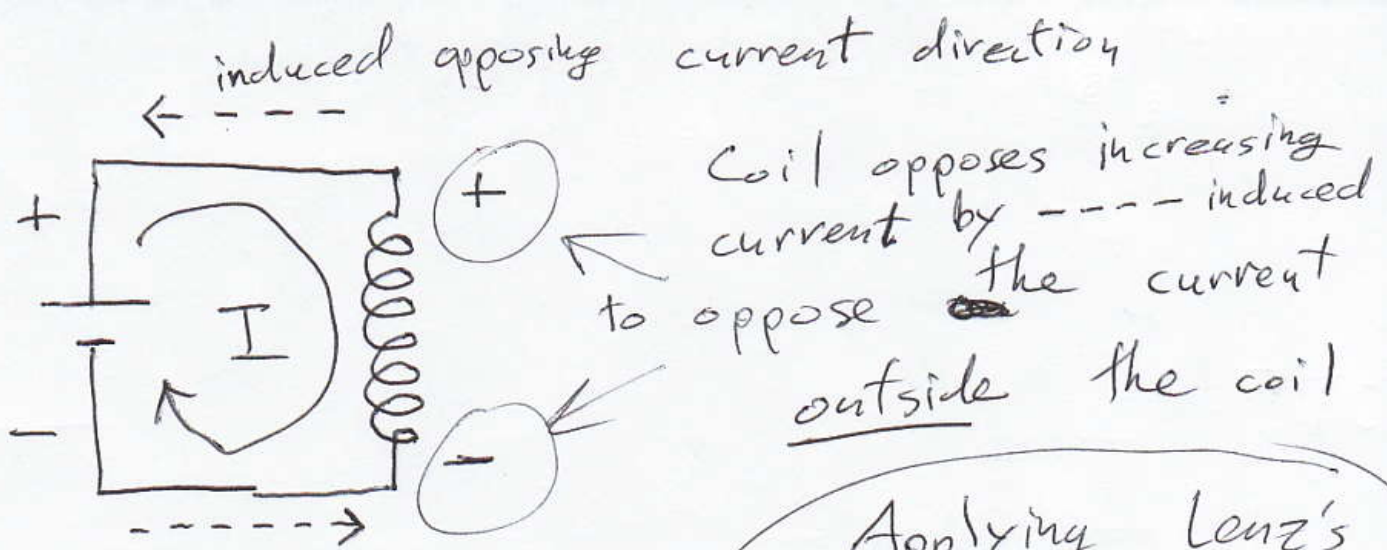 induced opposing current direction
Coil opposes increasing
current by ---- induced
to oppose the current
outside the coil
+
+
I
-
-
Applying Lenz's